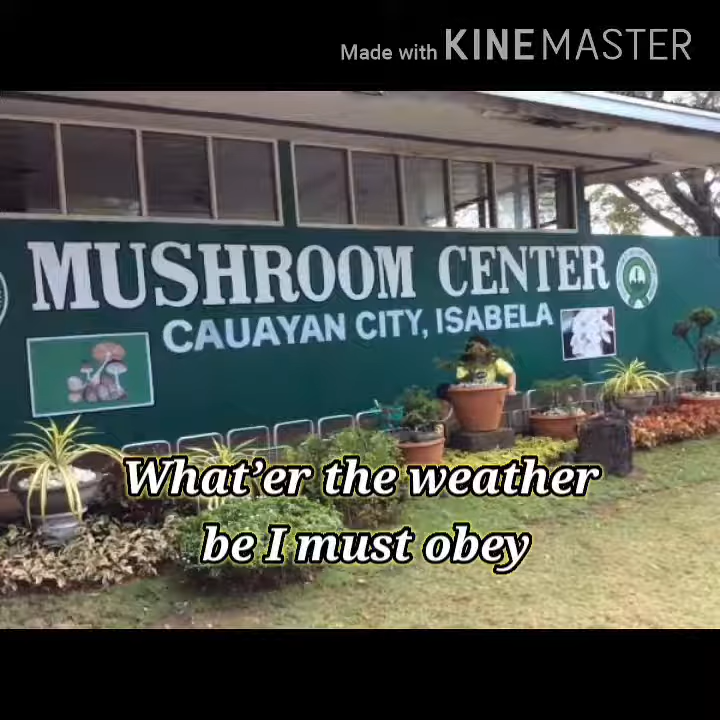 Made with KINEMASTER
MUSHROOM CENTER
CAUAYAN CITY, ISABELA
What'er the weather
be I must obey